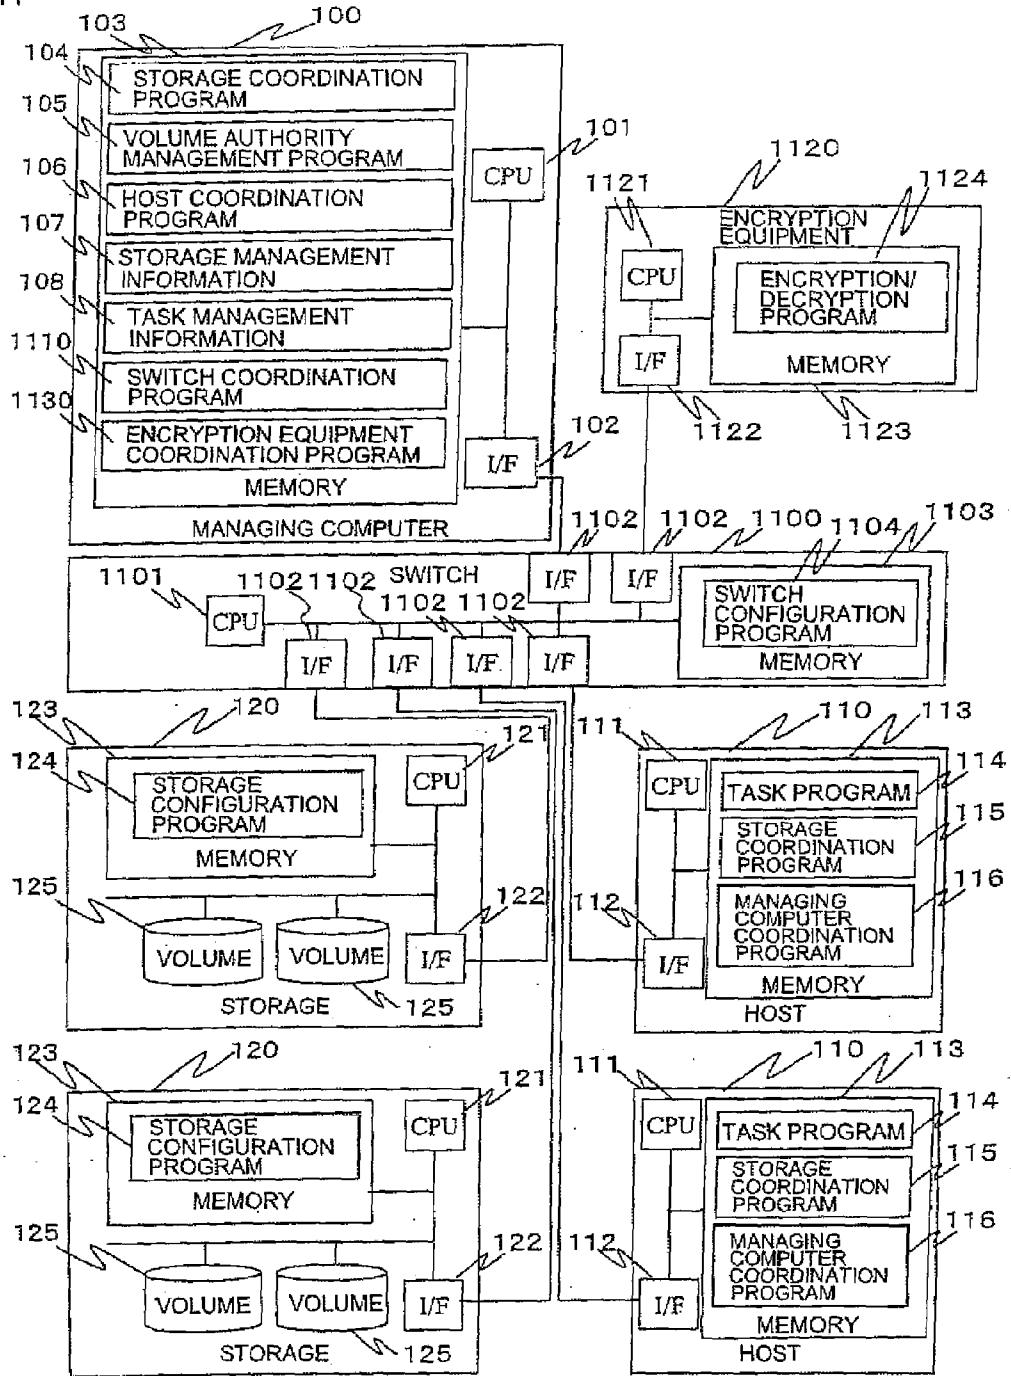 103
100
104
STORAGE COORDINATION
PROGRAM
105
VOLUME AUTHORITY
MANAGEMENT PROGRAM
101
CPU
106
HOST COORDINATION
PROGRAM
107
STORAGE MANAGEMENT
INFORMATION
108
TASK MANAGEMENT
INFORMATION
1110
SWITCH COORDINATION
PROGRAM
1130
ENCRYPTION EQUIPMENT
COORDINATION PROGRAM
102
I/F
MEMORY
MANAGING COMPUTER
1120
1121
1124
ENCRYPTION
EQUIPMENT
CPU
ENCRYPTION/
DECRYPTION
PROGRAM
I/F
MEMORY
1122
1123
1102
1102
1100
1104
1103
1101
1102
1102
SWITCH
1102
1102
I/F
I/F
CPU
I/F
I/F
I/F
I/F
SWITCH
CONFIGURATION
PROGRAM
MEMORY
123
120
121
124
STORAGE
CONFIGURATION
PROGRAM
CPU
MEMORY
125
122
VOLUME
VOLUME
I/F
STORAGE
125
111
110
113
CPU
TASK PROGRAM
114
STORAGE
COORDINATION
PROGRAM
115
112
MANAGING
COMPUTER
COORDINATION
PROGRAM
116
I/F
MEMORY
HOST
123
120
121
124
STORAGE
CONFIGURATION
PROGRAM
CPU
MEMORY
125
122
VOLUME
VOLUME
I/F
STORAGE
125
111
110
113
CPU
TASK PROGRAM
114
STORAGE
COORDINATION
PROGRAM
115
112
MANAGING
COMPUTER
COORDINATION
PROGRAM
116
I/F
MEMORY
HOST